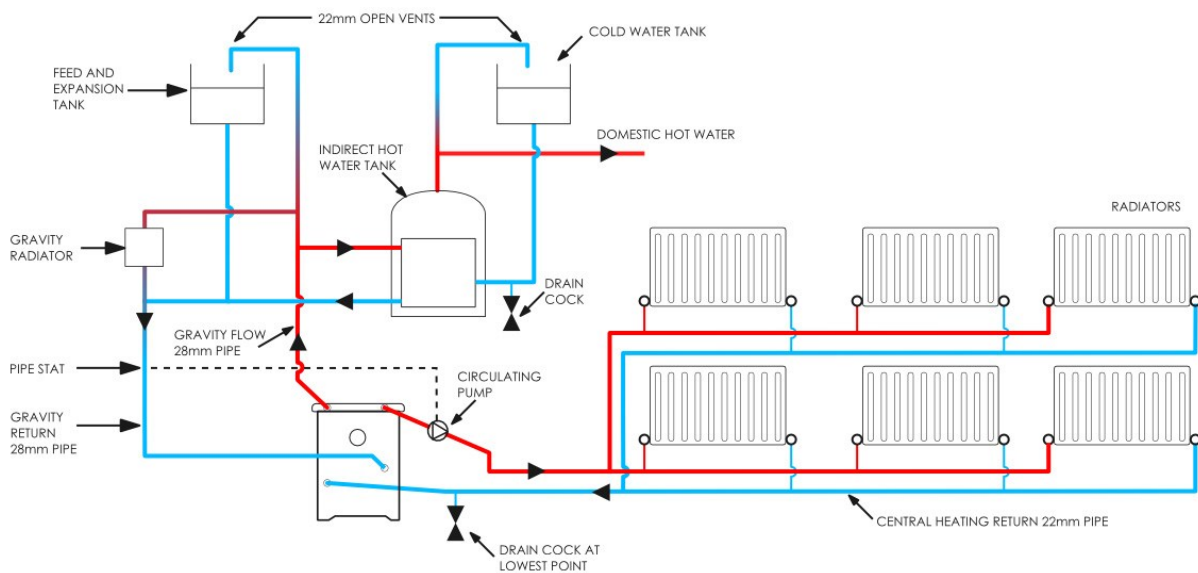 22mm OPEN VENTS
COLD WATER TANK
FEED AND
EXPANSION
TANK
DOMESTIC HOT WATER
INDIRECT HOT
WATER TANK
RADIATORS
GRAVITY
RADIATOR
DRAIN
COCK
GRAVITY FLOW
28mm PIPE
PIPE STAT
CIRCULATING
PUMP
GRAVITY
RETURN
28mm PIPE
CENTRAL HEATING RETURN 22mm PIPE
DRAIN COCK AT
LOWEST POINT